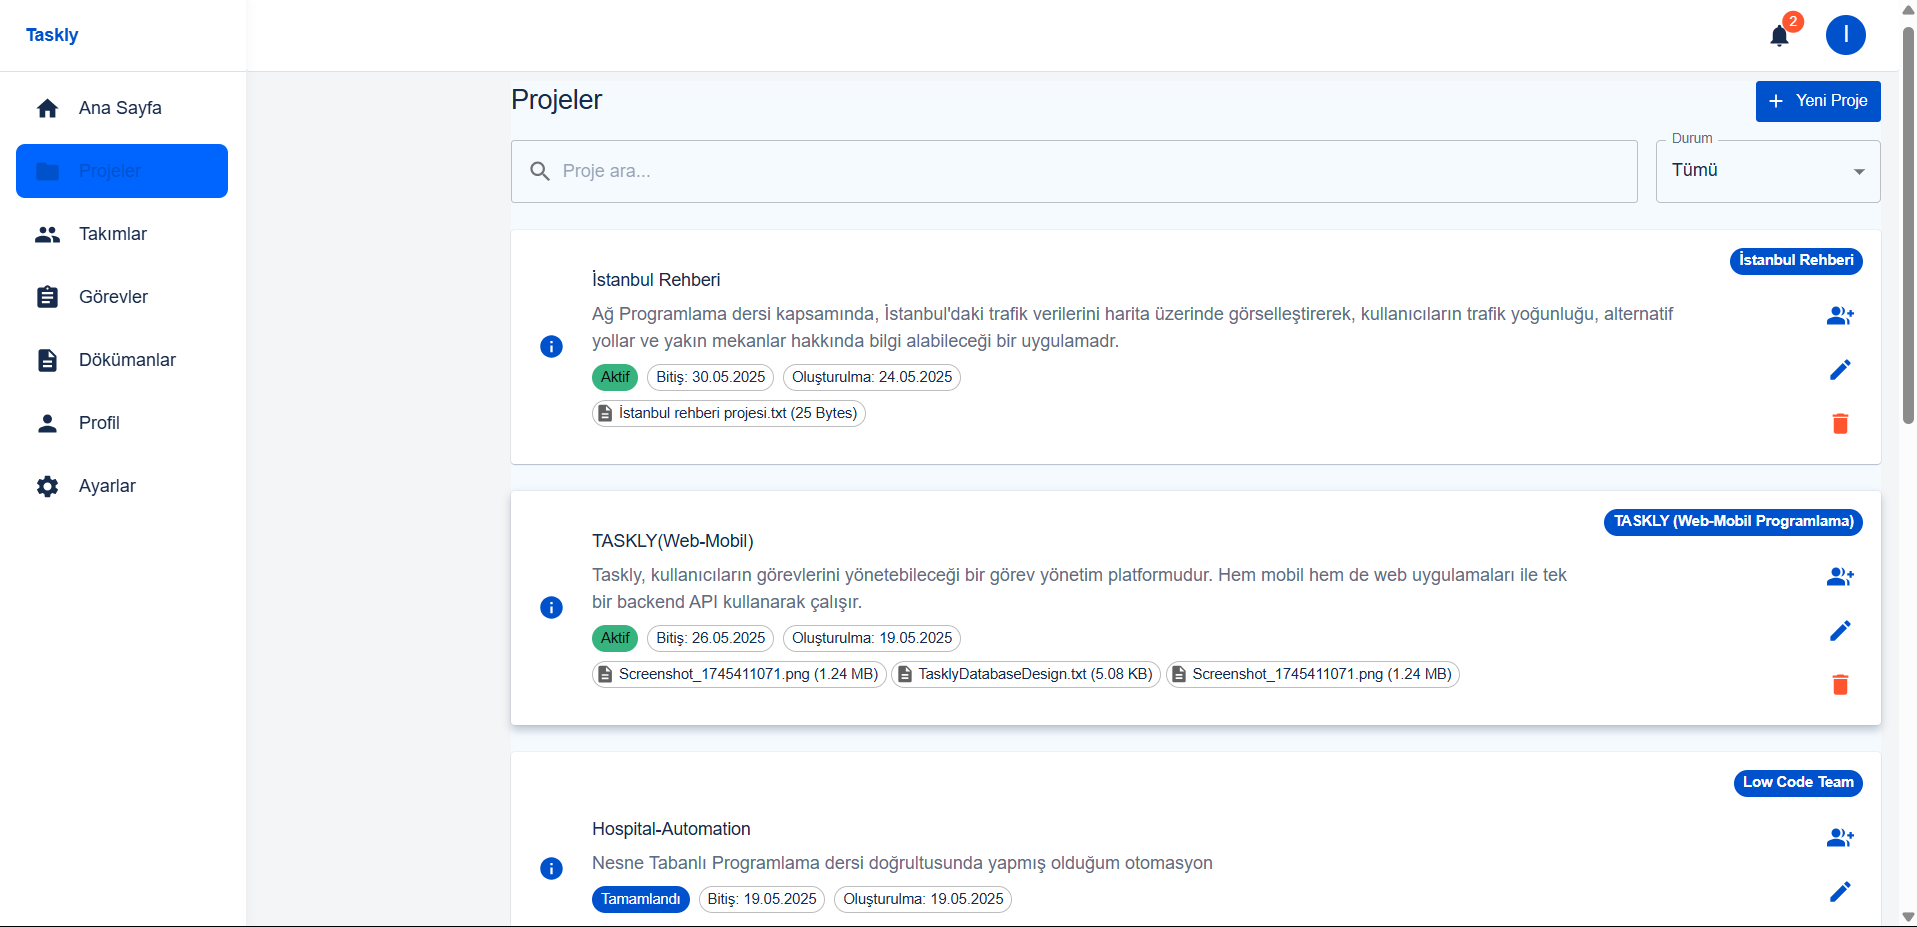 Taskly
2
I
Ana Sayfa
Projeler
Takımlar
Görevler
Dökümanlar
Profil
Ayarlar
Projeler
+ Yeni Proje
Proje ara...
Durum
Tümü
İstanbul Rehberi
İstanbul Rehberi
Ağ Programlama dersi kapsamında, İstanbul'daki trafik verilerini harita üzerinde görselleştirerek, kullanıcıların trafik yoğunluğu, alternatif
yollar ve yakın mekanlar hakkında bilgi alabileceği bir uygulamadr.
Aktif Bitiş: 30.05.2025 Oluşturulma: 24.05.2025
İstanbul rehberi projesi.txt (25 Bytes)
TASKLY (Web-Mobil Programlama)
TASKLY(Web-Mobil)
Taskly, kullanıcıların görevlerini yönetebileceği bir görev yönetim platformudur. Hem mobil hem de web uygulamaları ile tek
bir backend API kullanarak çalışır.
Aktif Bitiş: 26.05.2025 Oluşturulma: 19.05.2025
Screenshot_1745411071.png (1.24 MB) TasklyDatabaseDesign.txt (5.08 KB) Screenshot_1745411071.png (1.24 MB)
Low Code Team
Hospital-Automation
Nesne Tabanlı Programlama dersi doğrultusunda yapmış olduğum otomasyon
Tamamlandı Bitiş: 19.05.2025 Oluşturulma: 19.05.2025